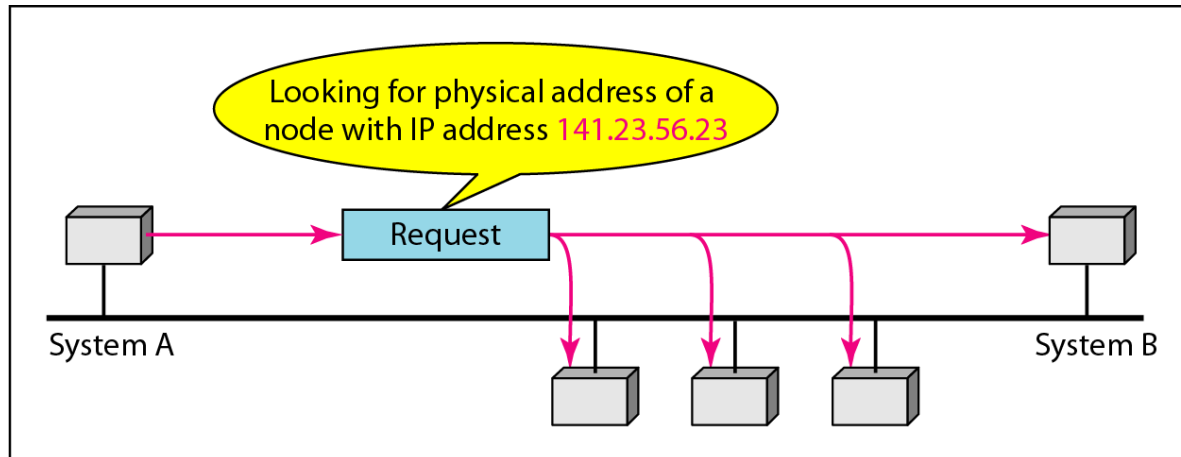 Looking for physical address of a
node with IP address 141.23.56.23
Request
System A
System B